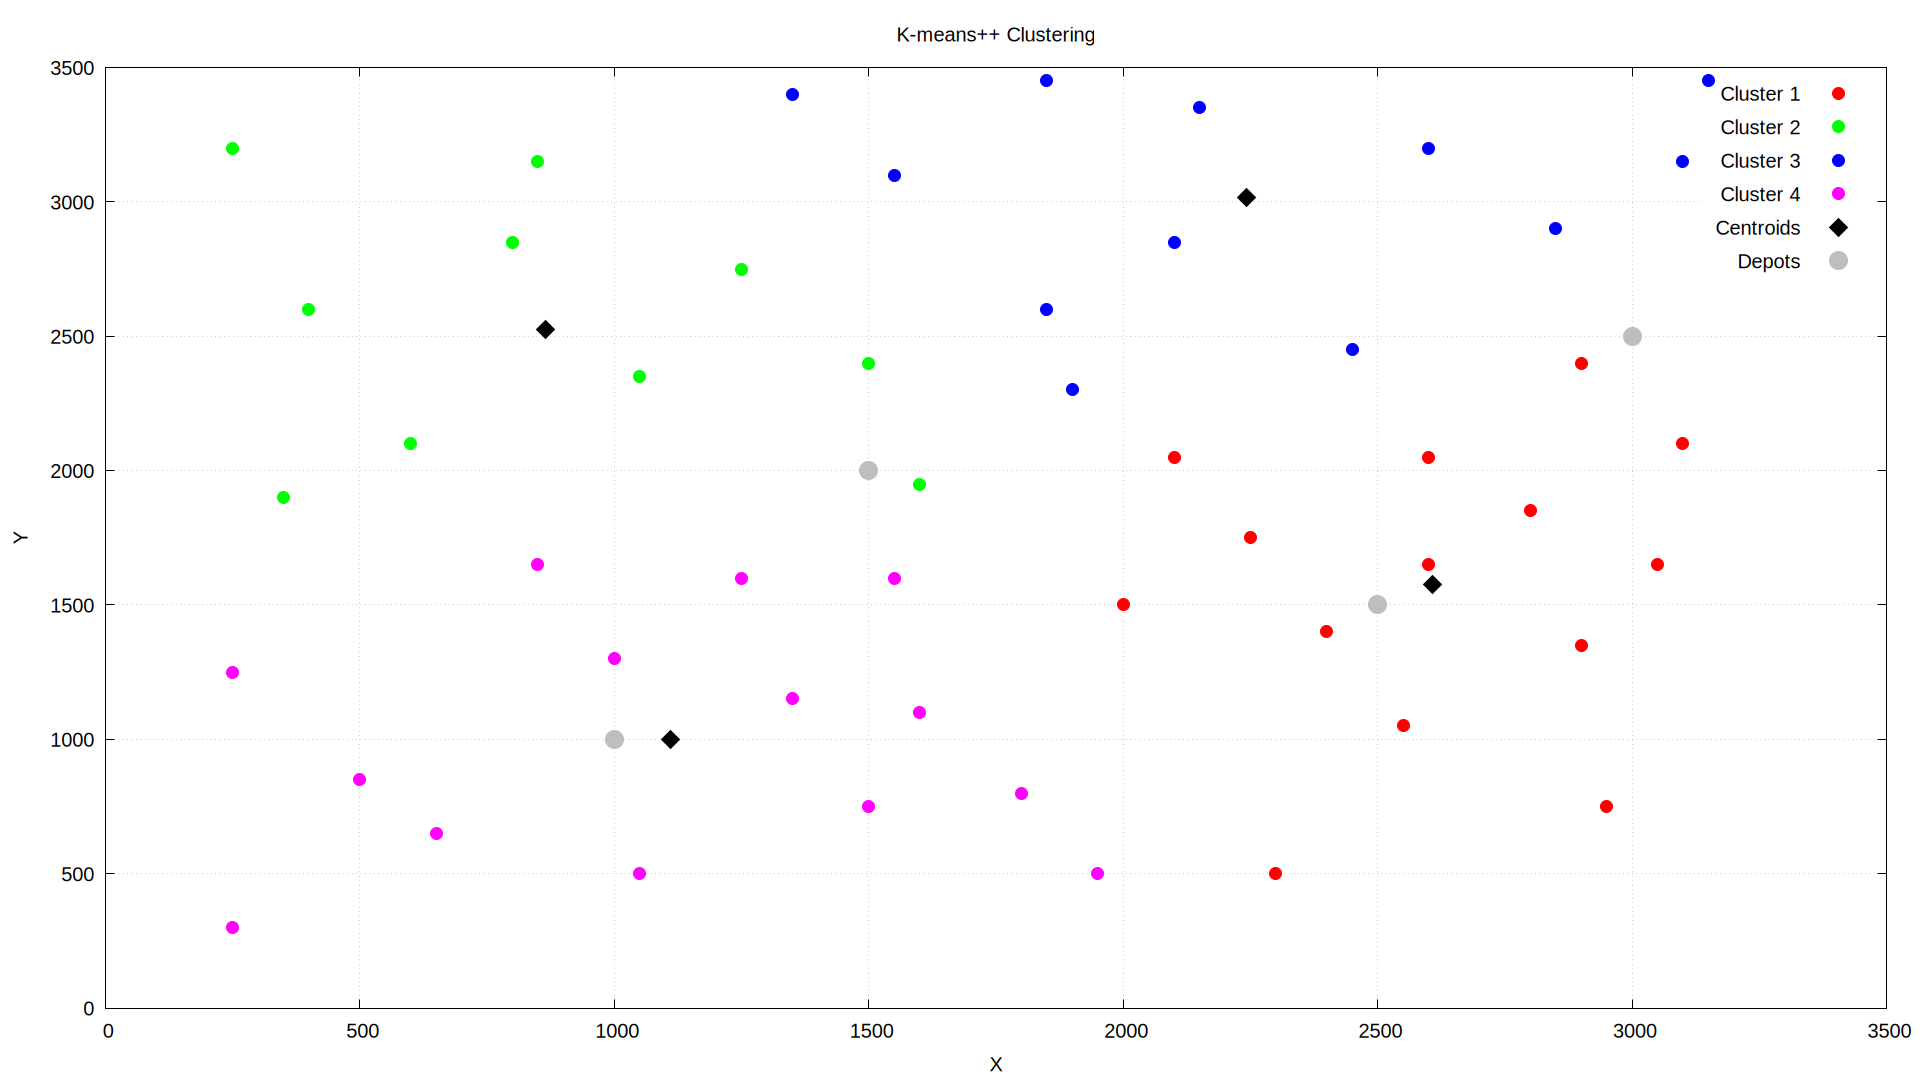 K-means++ Clustering
3500
3000
2500
2000
1500
1000
500
0
Y
Cluster 1
Cluster 2
Cluster 3
Cluster 4
Centroids
Depots
0 500 1000 1500 2000 2500 3000 3500
X